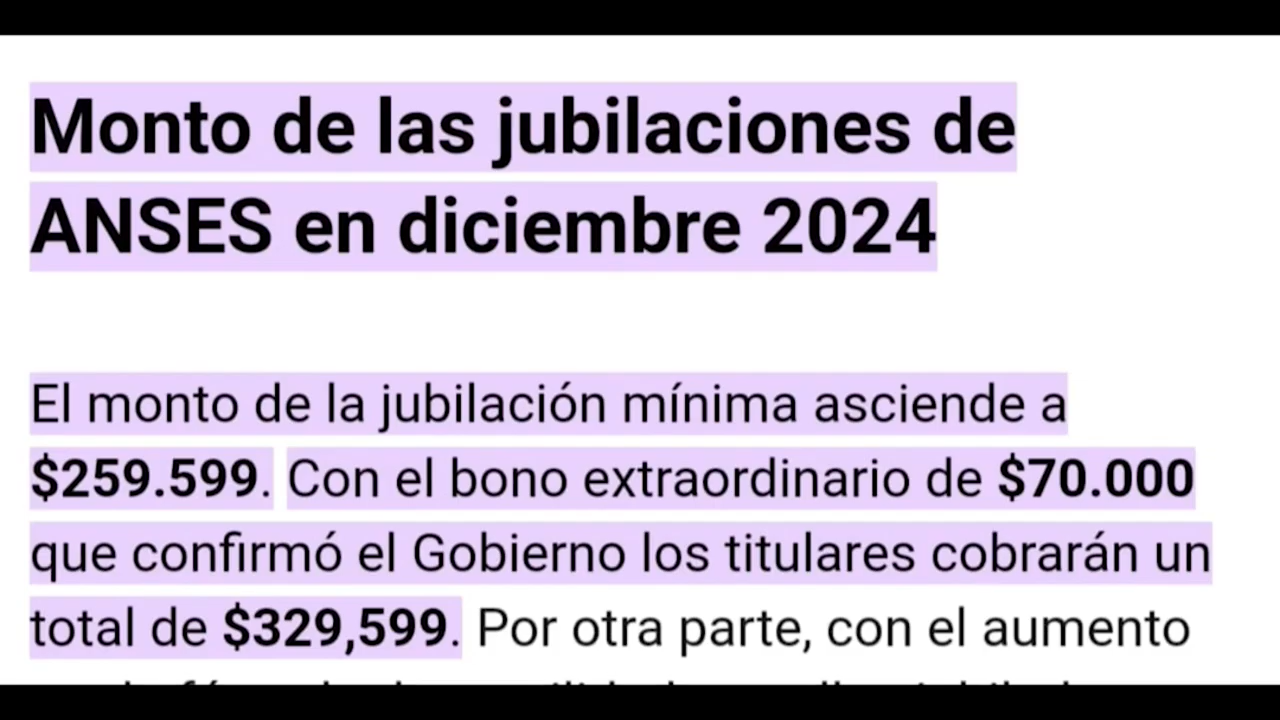 Monto de las jubilaciones de
ANSES en diciembre 2024
El monto de la jubilación mínima asciende a
$259.599. Con el bono extraordinario de $70.000
que confirmó el Gobierno los titulares cobrarán un
total de $329,599. Por otra parte, con el aumento